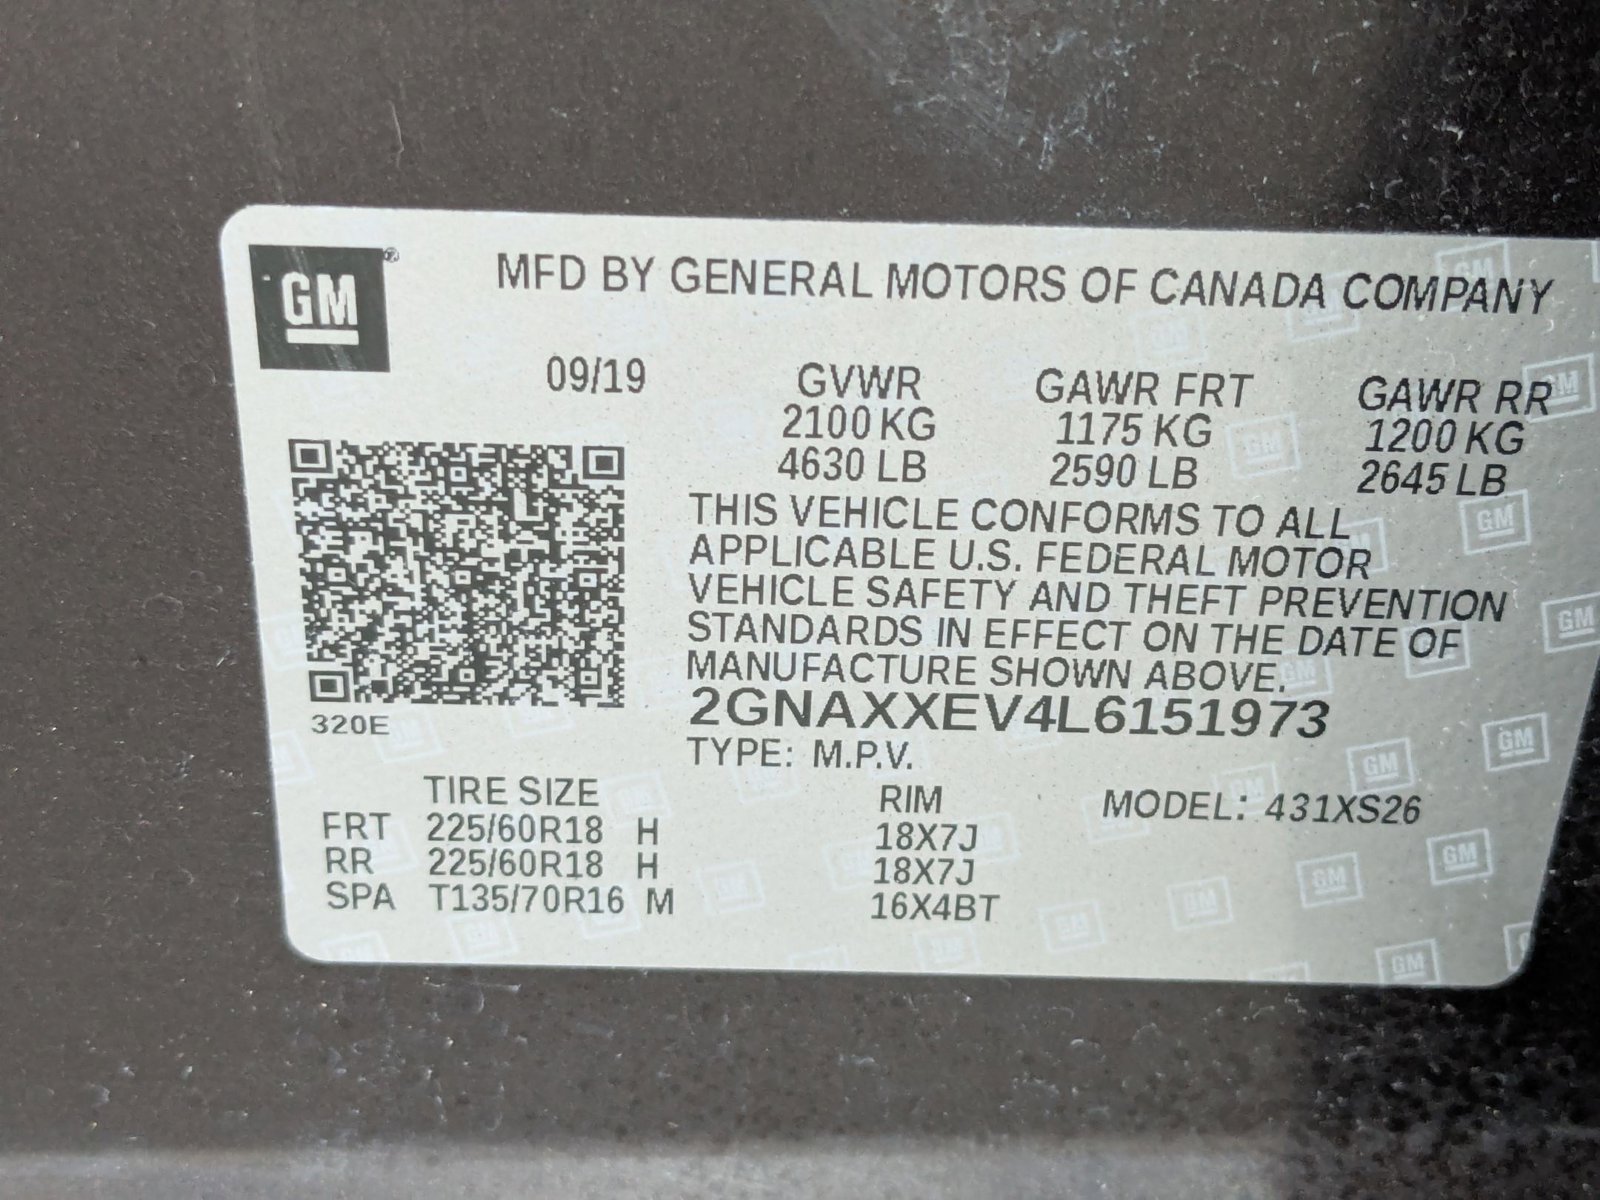 GM
MFD BY GENERAL MOTORS OF CANADA COMPANY
09/19 GVWR GAWR FRT GAWR RR
2100 KG 1175 KG 1200 KG
4630 LB 2590 LB 2645 LB
THIS VEHICLE CONFORMS TO ALL
APPLICABLE U.S. FEDERAL MOTOR
VEHICLE SAFETY AND THEFT PREVENTION
STANDARDS IN EFFECT ON THE DATE OF
MANUFACTURE SHOWN ABOVE.
320E
2GNAXXEV4L6151973
TYPE: M.P.V.
TIRE SIZE RIM MODEL: 431XS26
FRT 225/60R18 H 18X7J
RR 225/60R18 H 18X7J
SPA T135/70R16 M 16X4BT